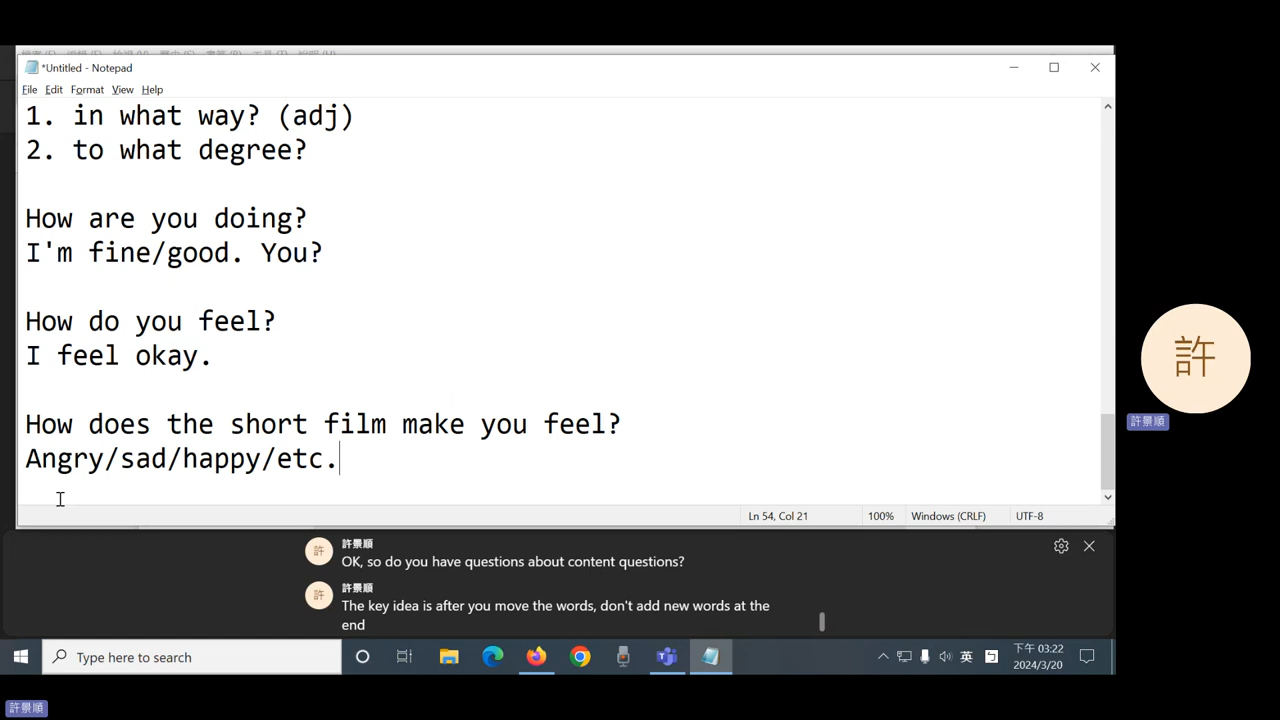 *Untitled - Notepad
File Edit Format View Help
1. in what way? (adj)
2. to what degree?
How are you doing?
I'm fine/good. You?
How do you feel?
I feel okay.
How does the short film make you feel?
Angry/sad/happy/etc.
Ln 54, Col 21 100% Windows (CRLF) UTF-8
許
許景順
許 許景順
OK, so do you have questions about content questions?
許 許景順
The key idea is after you move the words, don't add new words at the
end
Type here to search
英
下午 03:22
2024/3/20
許景順